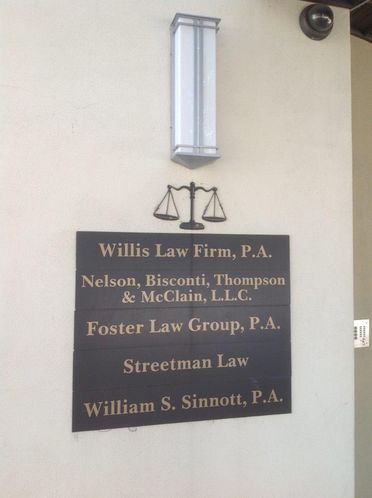 Willis Law Firm, P.A.
Nelson, Bisconti, Thompson
& McClain, L.L.C.
Foster Law Group, P.A.
Streetman Law
William S. Sinnott, P.A.